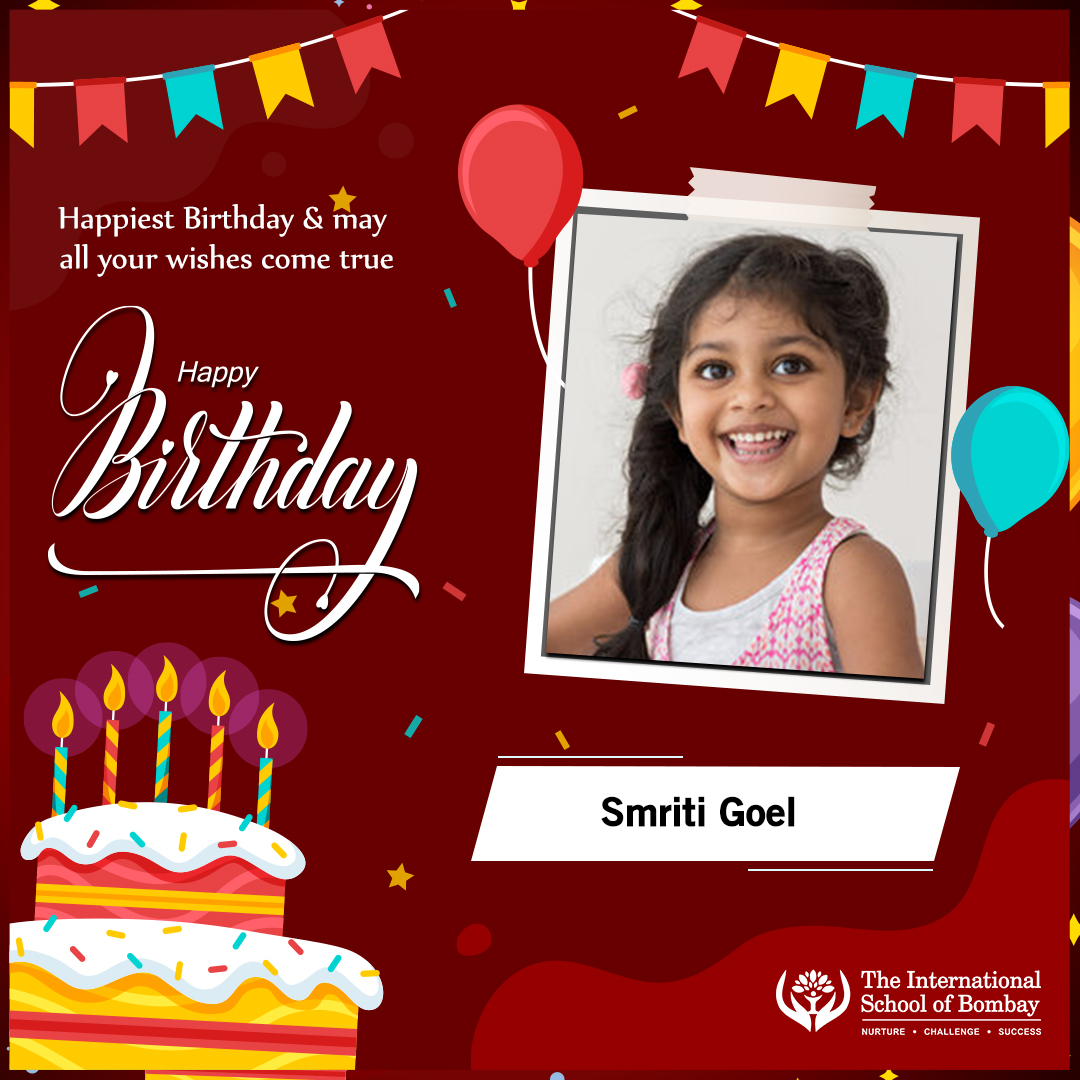 Happiest Birthday & may
all your wishes come true
Happy
Birthday
Smriti Goel
The International
School of Bombay
NURTURE • CHALLENGE • SUCCESS